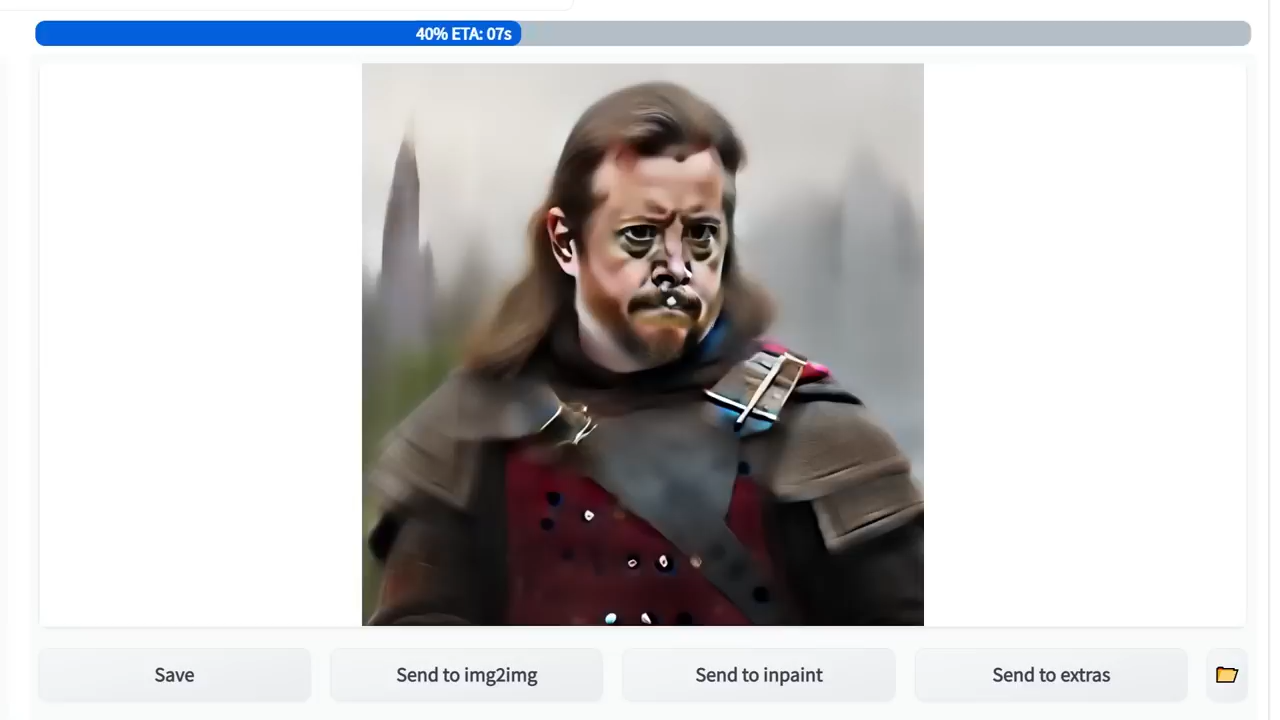 40% ETA: 07s
Save
Send to img2img
Send to inpaint
Send to extras